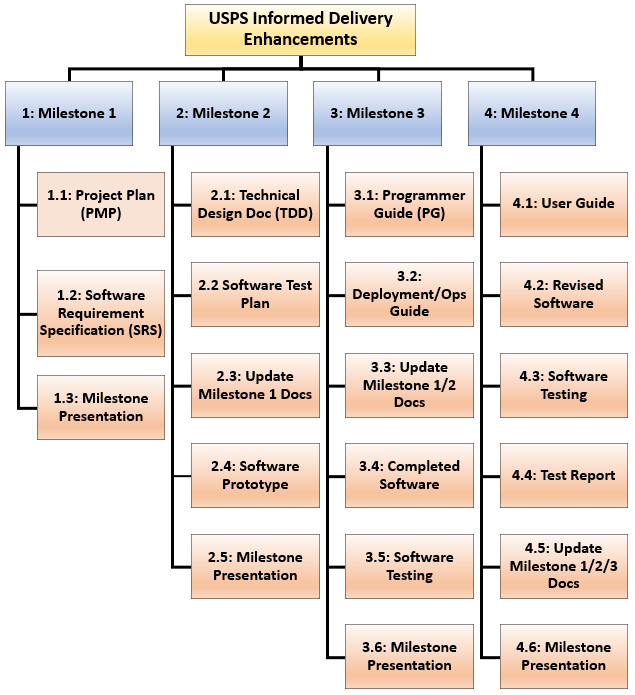 USPS Informed Delivery
Enhancements
1: Milestone 1
2: Milestone 2
3: Milestone 3
4: Milestone 4
1.1: Project Plan
(PMP)
1.2: Software
Requirement
Specification (SRS)
1.3: Milestone
Presentation
2.1: Technical
Design Doc (TDD)
2.2 Software Test
Plan
2.3: Update
Milestone 1 Docs
2.4: Software
Prototype
2.5: Milestone
Presentation
3.1: Programmer
Guide (PG)
3.2:
Deployment/Ops
Guide
3.3: Update
Milestone 1/2
Docs
3.4: Completed
Software
3.5: Software
Testing
3.6: Milestone
Presentation
4.1: User Guide
4.2: Revised
Software
4.3: Software
Testing
4.4: Test Report
4.5: Update
Milestone 1/2/3
Docs
4.6: Milestone
Presentation